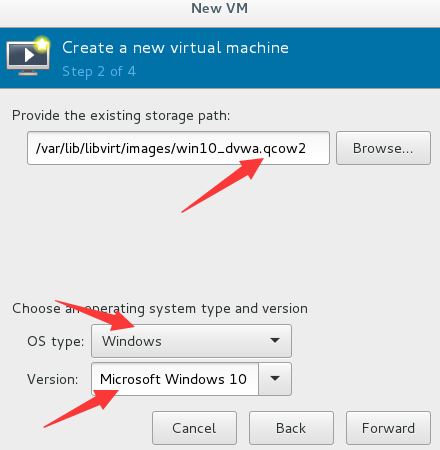 New VM
Create a new virtual machine
Step 2 of 4
Provide the existing storage path:
/var/lib/libvirt/images/win10_dvwa.qcow2 Browse...
Choose an operating system type and version
OS type: Windows
Version: Microsoft Windows 10
Cancel Back Forward